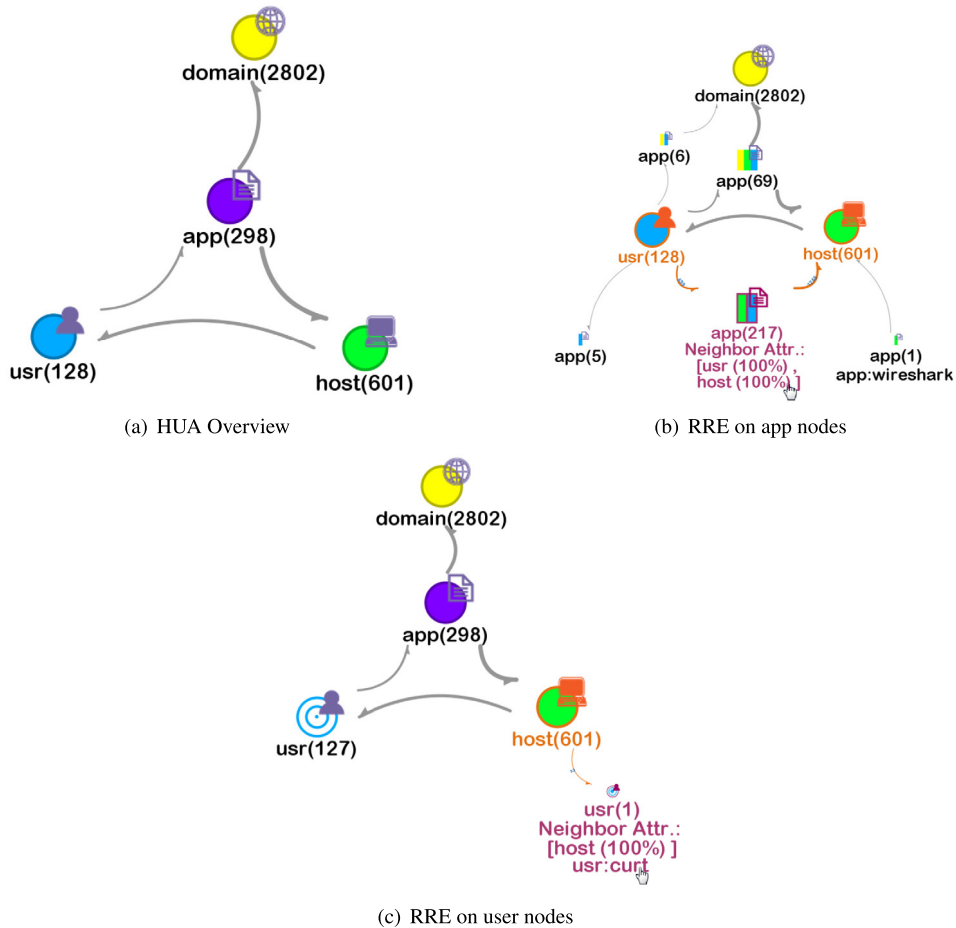 domain(2802)
app(298)
usr(128)
host(601)
(a) HUA Overview
domain(2802)
app(6)
app(69)
usr(128)
host(601)
app(5)
app(217)
Neighbor Attr.:
[usr (100%) ,
host (100%) ]
app(1)
app:wireshark
(b) RRE on app nodes
domain(2802)
app(298)
usr(127)
host(601)
usr(1)
Neighbor Attr.:
[host (100%) ]
usr:curt
(c) RRE on user nodes